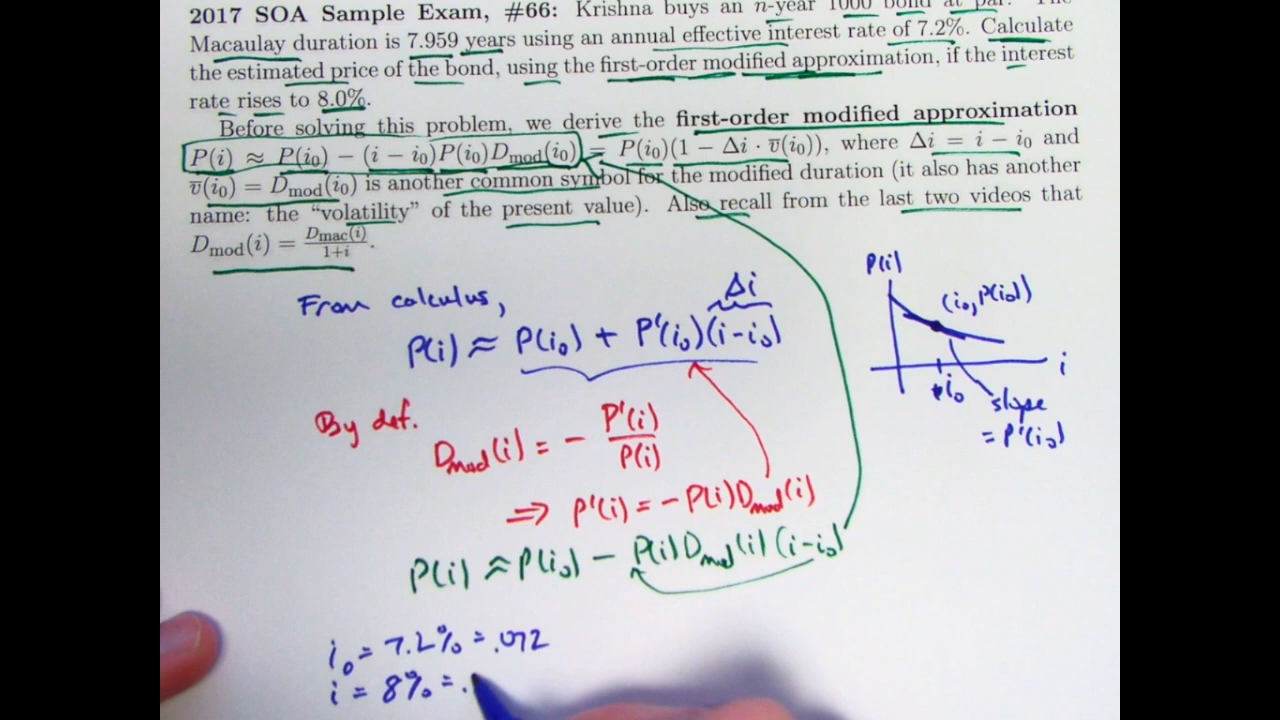 2017 SOA Sample Exam, #66: Krishna buys an n-year 1000 bond at par. The
Macaulay duration is 7.959 years using an annual effective interest rate of 7.2%. Calculate
the estimated price of the bond, using the first-order modified approximation, if the interest
rate rises to 8.0%.
Before solving this problem, we derive the first-order modified approximation
P(i) ≈ P(i₀) − (i − i₀)P(i₀)D_mod(i₀) = P(i₀)(1 − Δi · v̅(i₀)), where Δi = i − i₀ and
v̅(i₀) = D_mod(i₀) is another common symbol for the modified duration (it also has another
name: the “volatility” of the present value). Also recall from the last two videos that
D_mod(i) = D_mac(i)/1+i.
From calculus,
Δi
P(i) ≈ P(i₀) + P'(i₀)(i-i₀)
P(i)
(i₀, P(i₀))
i
i₀
slope
= P'(i₀)
By def.
D_mod(i) = - P'(i)/P(i)
⇒ P'(i) = -P(i)D_mod(i)
P(i) ≈ P(i₀) - P(i)D_mod(i)(i-i₀)
i₀ = 7.2% = .072
i = 8% = .